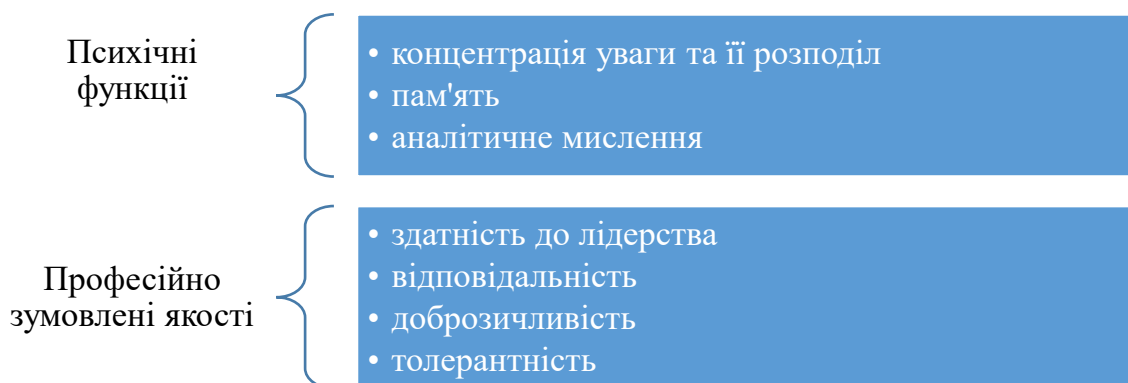 Психічні
функції
• концентрація уваги та її розподіл
• пам'ять
• аналітичне мислення
Професійно
зумовлені якості
• здатність до лідерства
• відповідальність
• доброзичливість
• толерантність